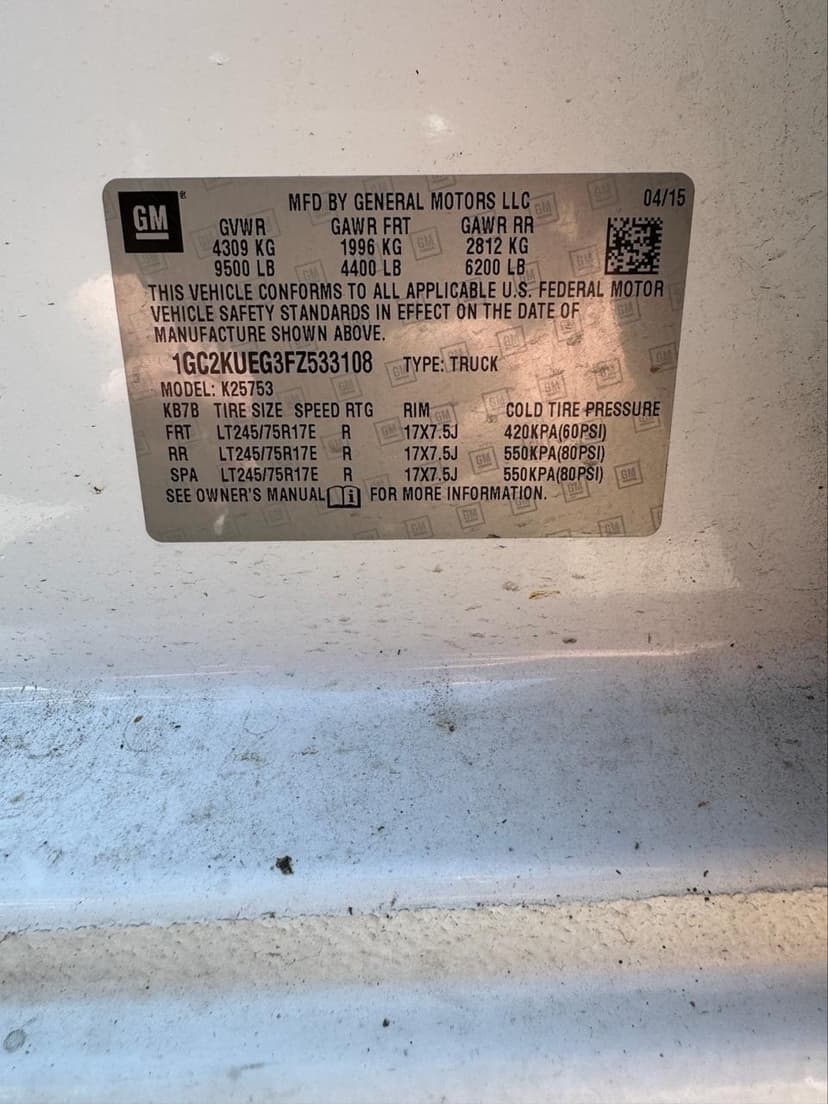 GM ® MFD BY GENERAL MOTORS LLC 04/15
GVWR GAWR FRT GAWR RR
4309 KG 1996 KG 2812 KG
9500 LB 4400 LB 6200 LB
THIS VEHICLE CONFORMS TO ALL APPLICABLE U.S. FEDERAL MOTOR
VEHICLE SAFETY STANDARDS IN EFFECT ON THE DATE OF
MANUFACTURE SHOWN ABOVE.
1GC2KUEG3FZ533108 TYPE: TRUCK
MODEL: K25753
KB7B TIRE SIZE SPEED RTG RIM COLD TIRE PRESSURE
FRT LT245/75R17E R 17X7.5J 420KPA(60PSI)
RR LT245/75R17E R 17X7.5J 550KPA(80PSI)
SPA LT245/75R17E R 17X7.5J 550KPA(80PSI)
SEE OWNER'S MANUAL i FOR MORE INFORMATION.